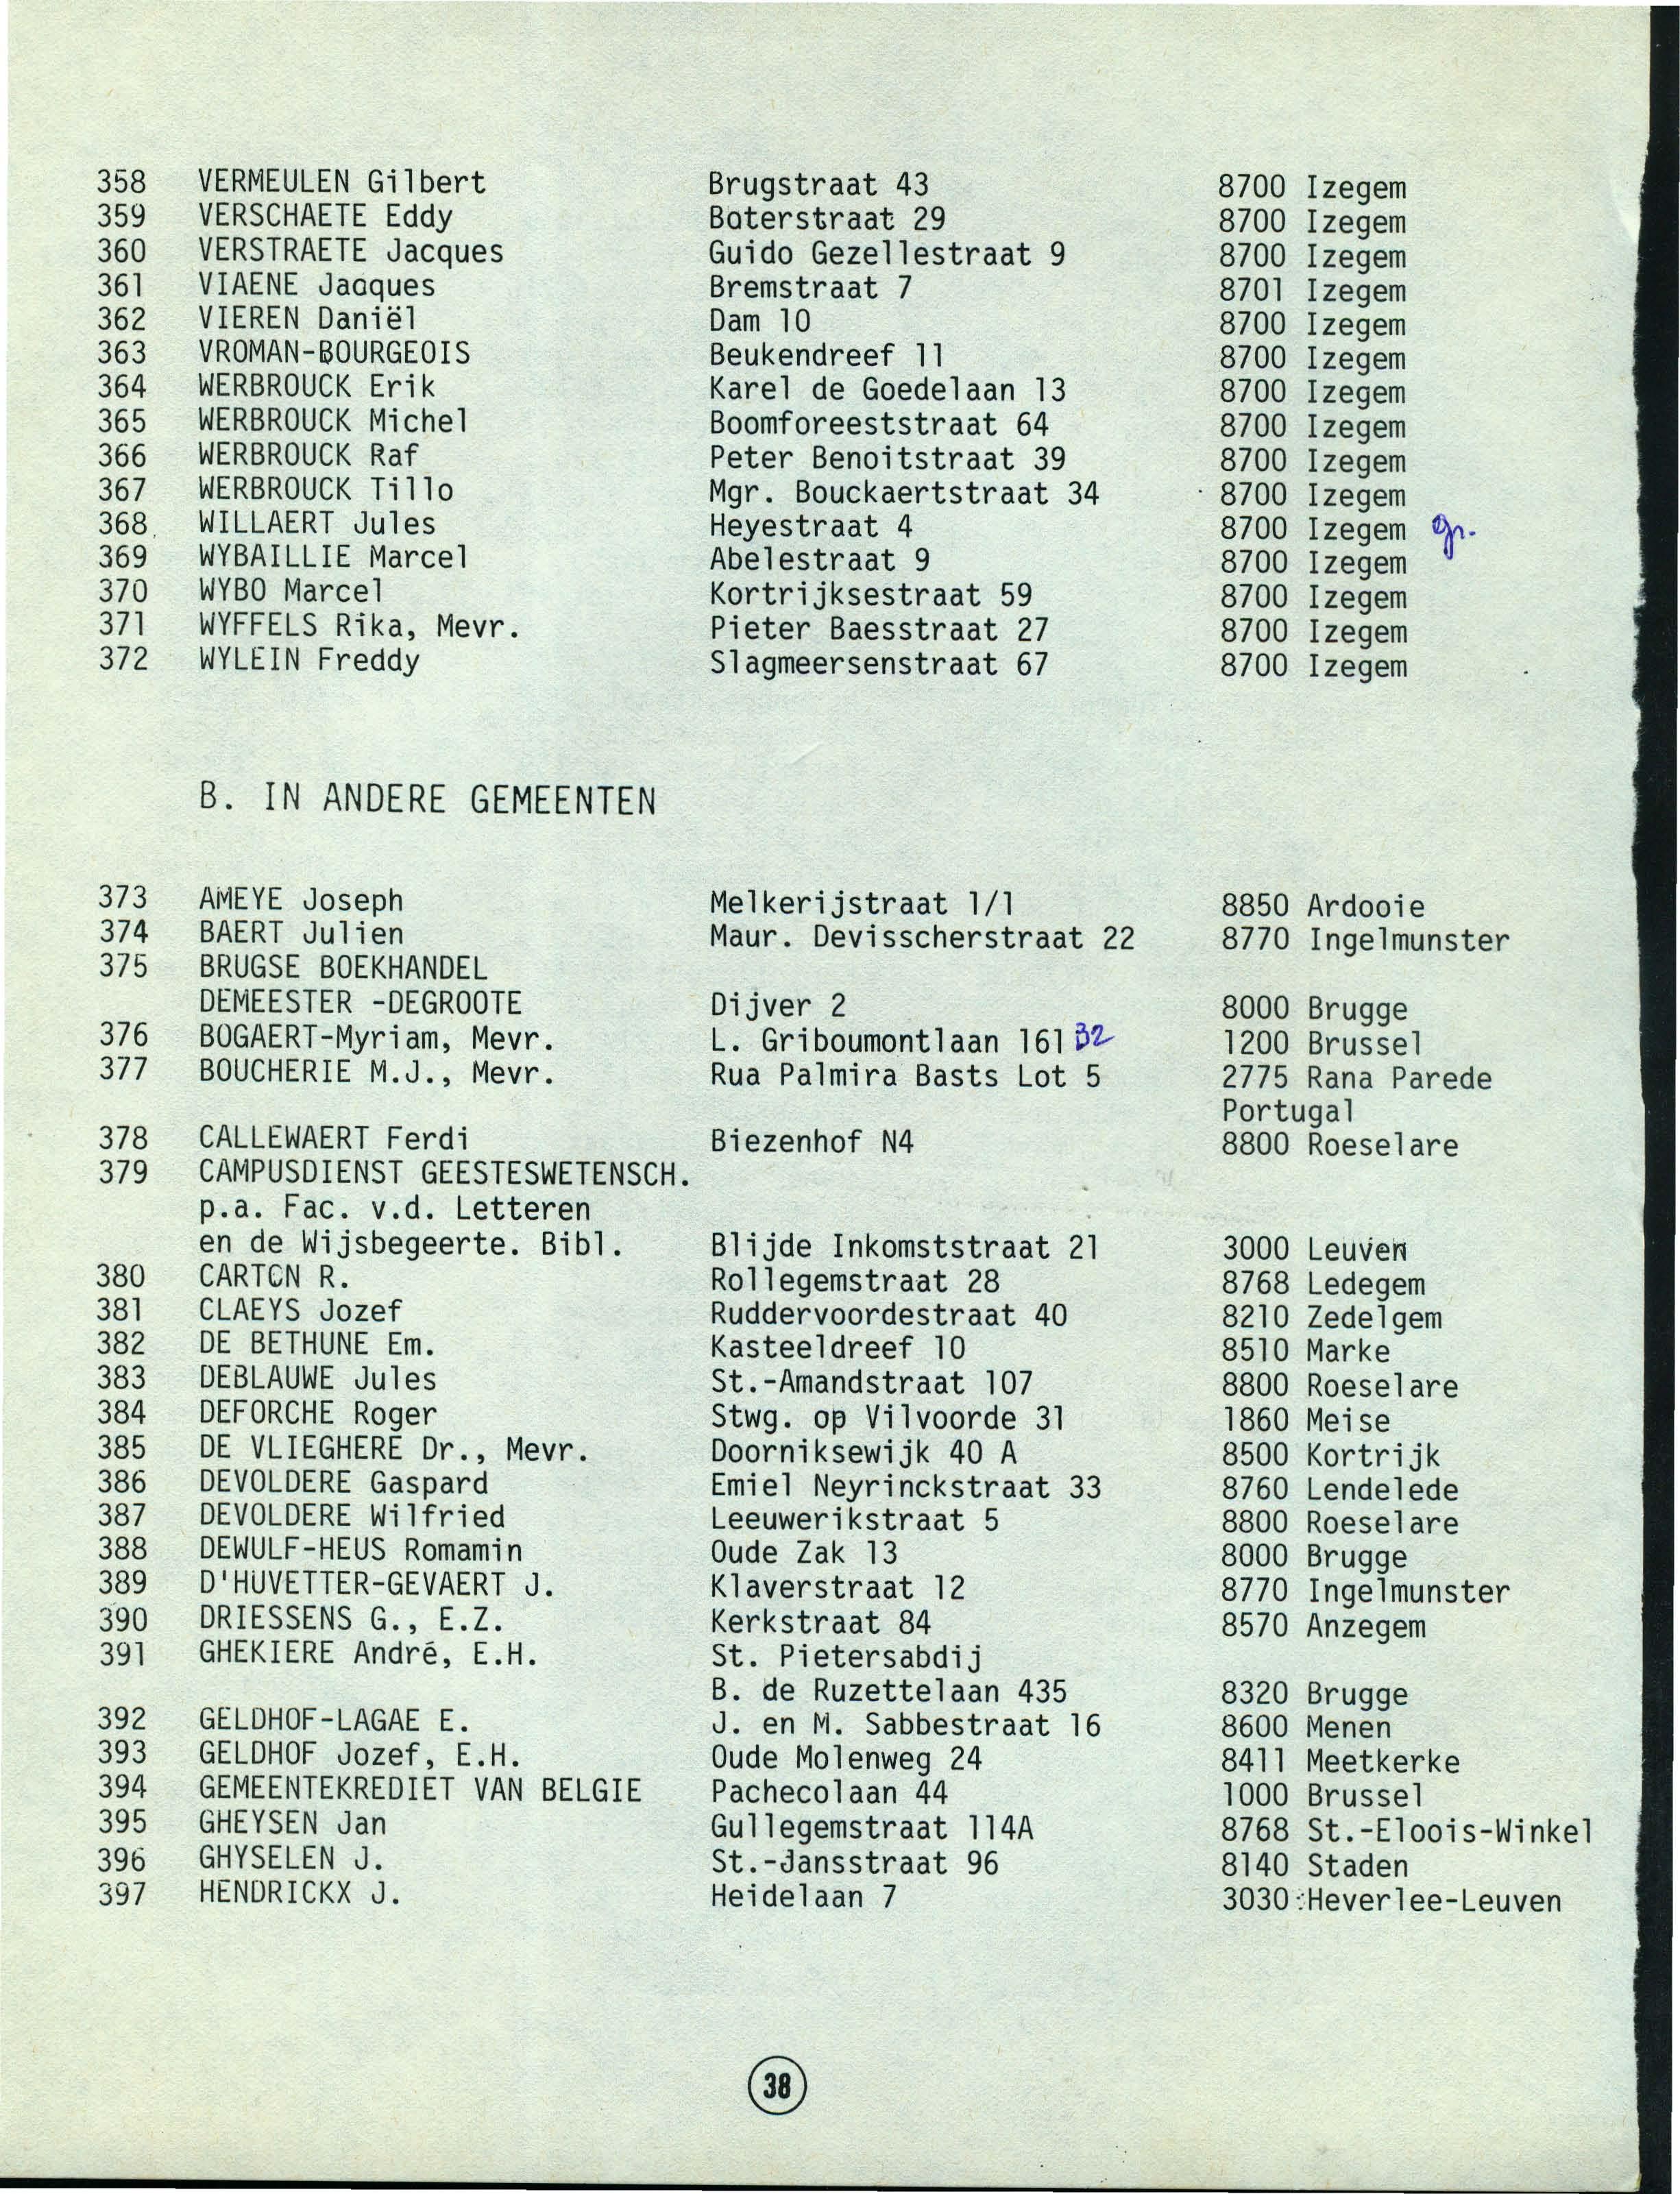 358 VERMEULEN Gilbert Brugstraat 43 8700 Izegem
359 VERSCHAETE Eddy Boterstraat 29 8700 Izegem
360 VERSTRAETE Jacques Guido Gezellestraat 9 8700 Izegem
361 VIAENE Jacques Bremstraat 7 8701 Izegem
362 VIEREN Daniël Dam 10 8700 Izegem
363 VROMAN-BOURGEOIS Beukendreef 11 8700 Izegem
364 WERBROUCK Erik Karel de Goedelaan 13 8700 Izegem
365 WERBROUCK Michel Boomforeeststraat 64 8700 Izegem
366 WERBROUCK Raf Peter Benoitstraat 39 8700 Izegem
367 WERBROUCK Tillo Mgr. Bouckaertstraat 34 8700 Izegem
368 WILLAERT Jules Heyestraat 4 8700 Izegem gr.
369 WYBAILLIE Marcel Abelestraat 9 8700 Izegem
370 WYBO Marcel Kortrijksestraat 59 8700 Izegem
371 WYFFELS Rika, Mevr. Pieter Baesstraat 27 8700 Izegem
372 WYLEIN Freddy Slagmeersenstraat 67 8700 Izegem
B. IN ANDERE GEMEENTEN
373 AMEYE Joseph Melkerijstraat 1/1 8850 Ardooie
374 BAERT Julien Maur. Devisscherstraat 22 8770 Ingelmunster
375 BRUGSE BOEKHANDEL
DEMEESTER -DEGROOTE Dijver 2 8000 Brugge
376 BOGAERT-Myriam, Mevr. L. Griboumontlaan 161 B2 1200 Brussel
377 BOUCHERIE M.J., Mevr. Rua Palmira Basts Lot 5 2775 Rana Parede
Portugal
378 CALLEWAERT Ferdi Biezenhof N4 8800 Roeselare
379 CAMPUSDIENST GEESTESWETENSCH.
p.a. Fac. v.d. Letteren
en de Wijsbegeerte. Bibl. Blijde Inkomststraat 21 3000 Leuven
380 CARTON R. Rollegemstraat 28 8768 Ledegem
381 CLAEYS Jozef Ruddervoordestraat 40 8210 Zedelgem
382 DE BETHUNE Em. Kasteeldreef 10 8510 Marke
383 DEBLAUWE Jules St.-Amandstraat 107 8800 Roeselare
384 DEFORCHE Roger Stwg. op Vilvoorde 31 1860 Meise
385 DE VLIEGHERE Dr., Mevr. Doorniksewijk 40 A 8500 Kortrijk
386 DEVOLDERE Gaspard Emiel Neyrinckstraat 33 8760 Lendelede
387 DEVOLDERE Wilfried Leeuwerikstraat 5 8800 Roeselare
388 DEWULF-HEUS Romamin Oude Zak 13 8000 Brugge
389 D'HUVETTER-GEVAERT J. Klaverstraat 12 8770 Ingelmunster
390 DRIESSENS G., E.Z. Kerkstraat 84 8570 Anzegem
391 GHEKIERE André, E.H. St. Pietersabdij
B. de Ruzettelaan 435 8320 Brugge
392 GELDHOF-LAGAE E. J. en M. Sabbestraat 16 8600 Menen
393 GELDHOF Jozef, E.H. Oude Molenweg 24 8411 Meetkerke
394 GEMEENTEKREDIET VAN BELGIE Pachecolaan 44 1000 Brussel
395 GHEYSEN Jan Gullegemstraat 114A 8768 St.-Eloois-Winkel
396 GHYSELEN J. St.-Jansstraat 96 8140 Staden
397 HENDRICKX J. Heidelaan 7 3030 Heverlee-Leuven
38